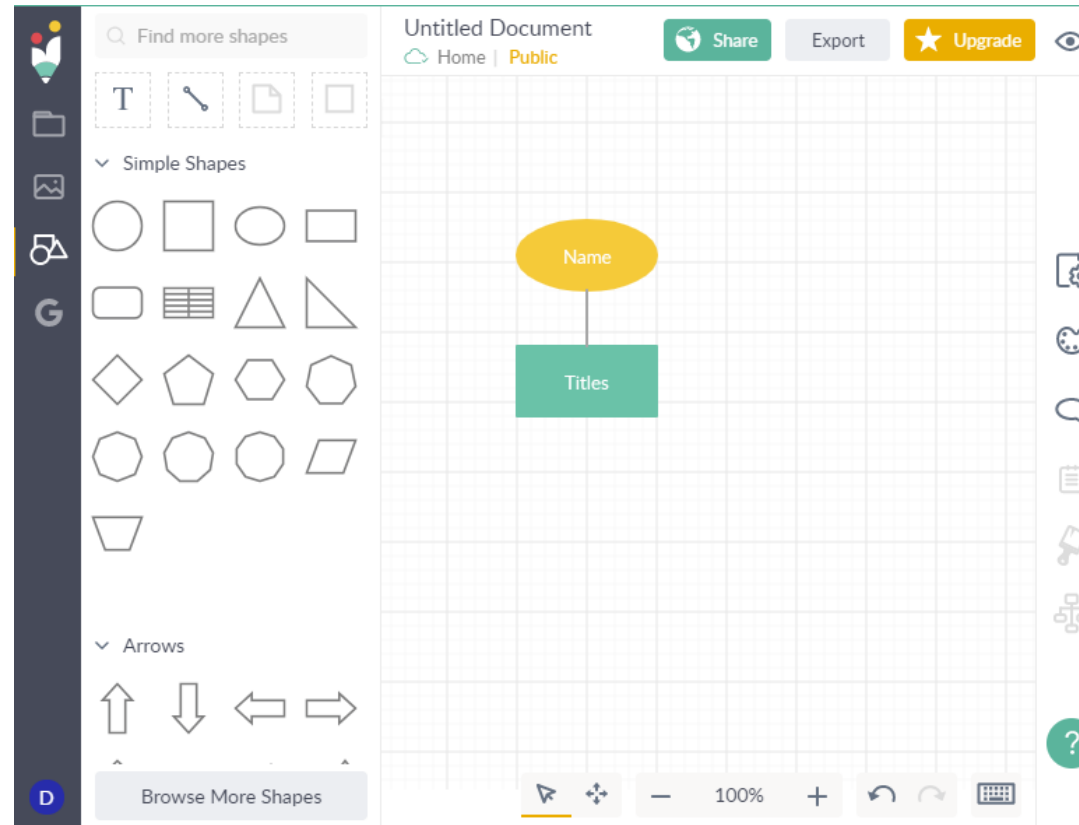 Find more shapes
Untitled Document
Home | Public
Share
Export
Upgrade
T
Simple Shapes
G
Name
Titles
Arrows
?
D
Browse More Shapes
100%